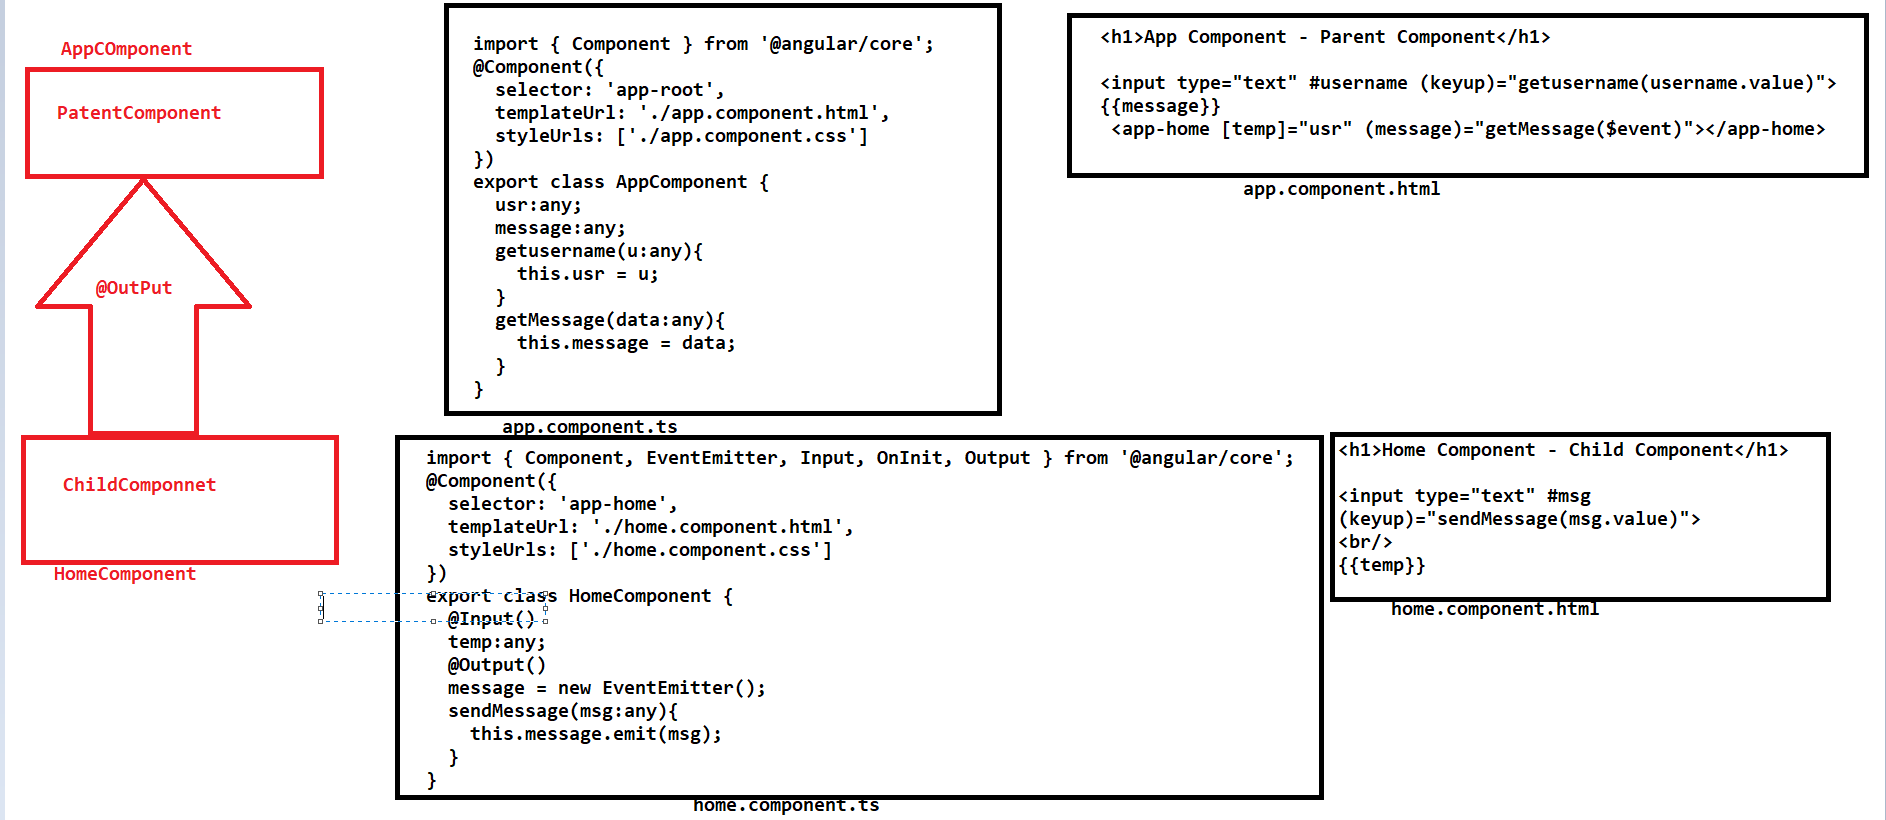 AppCOmponent
PatentComponent
@OutPut
ChildComponnet
HomeComponent
import { Component } from '@angular/core';
@Component({
  selector: 'app-root',
  templateUrl: './app.component.html',
  styleUrls: ['./app.component.css']
})
export class AppComponent {
  usr:any;
  message:any;
  getusername(u:any){
    this.usr = u;
  }
  getMessage(data:any){
    this.message = data;
  }
}
app.component.ts
<h1>App Component - Parent Component</h1>
<input type="text" #username (keyup)="getusername(username.value)">
{{message}}
<app-home [temp]="usr" (message)="getMessage($event)"></app-home>
app.component.html
import { Component, EventEmitter, Input, OnInit, Output } from '@angular/core';
@Component({
  selector: 'app-home',
  templateUrl: './home.component.html',
  styleUrls: ['./home.component.css']
})
export class HomeComponent {
  @Input()
  temp:any;
  @Output()
  message = new EventEmitter();
  sendMessage(msg:any){
    this.message.emit(msg);
  }
}
home.component.ts
<h1>Home Component - Child Component</h1>
<input type="text" #msg
(keyup)="sendMessage(msg.value)">
<br/>
{{temp}}
home.component.html